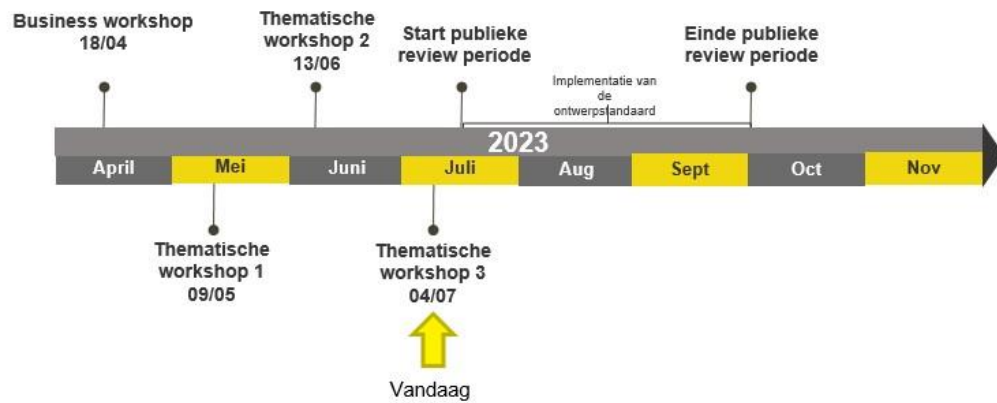 Business workshop
18/04
Thematische
workshop 2
13/06
Start publieke
review periode
Einde publieke
review periode
Implementatie van
de
ontwerpstandaard
2023
April
Mei
Juni
Juli
Aug
Sept
Oct
Nov
Thematische
workshop 1
09/05
Thematische
workshop 3
04/07
Vandaag